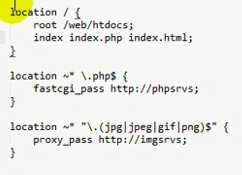 location / {
root /web/htdocs;
index index.php index.html;
}
location ~* \.php$ {
fastcgi_pass http://phpsrvs;
}
location ~* "\.(jpg|jpeg|gif|png)$" {
proxy_pass http://imgsrvs;
}